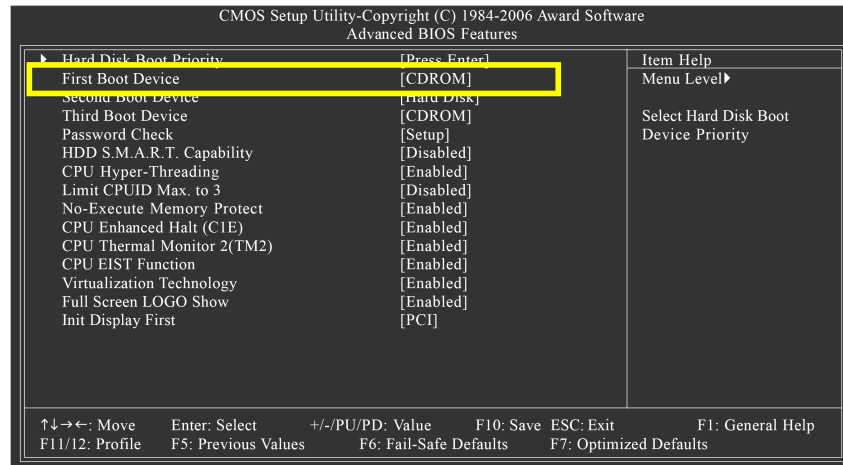 CMOS Setup Utility-Copyright (C) 1984-2006 Award Software
Advanced BIOS Features
Hard Disk Boot Priority [Press Enter] Item Help
First Boot Device [CDROM] Menu Level
Second Boot Device [Hard Disk]
Third Boot Device [CDROM] Select Hard Disk Boot
Password Check [Setup] Device Priority
HDD S.M.A.R.T. Capability [Disabled]
CPU Hyper-Threading [Enabled]
Limit CPUID Max. to 3 [Disabled]
No-Execute Memory Protect [Enabled]
CPU Enhanced Halt (C1E) [Enabled]
CPU Thermal Monitor 2(TM2) [Enabled]
CPU EIST Function [Enabled]
Virtualization Technology [Enabled]
Full Screen LOGO Show [Enabled]
Init Display First [PCI]
↑↓→←: Move Enter: Select +/-/PU/PD: Value F10: Save ESC: Exit F1: General Help
F11/12: Profile F5: Previous Values F6: Fail-Safe Defaults F7: Optimized Defaults